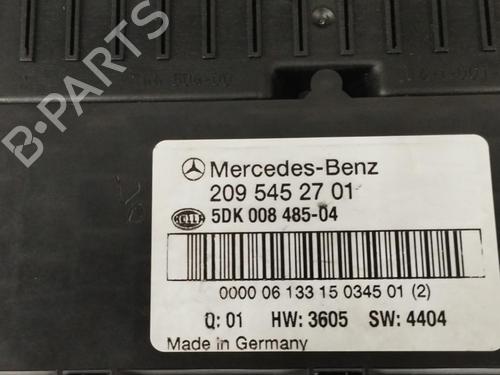 B-PARTS
Mercedes-Benz
209 545 27 01
HELLA 5DK 008 485-04
0000 06 133 15 0345 01 (2)
Q: 01 HW: 3605 SW: 4404
Made in Germany